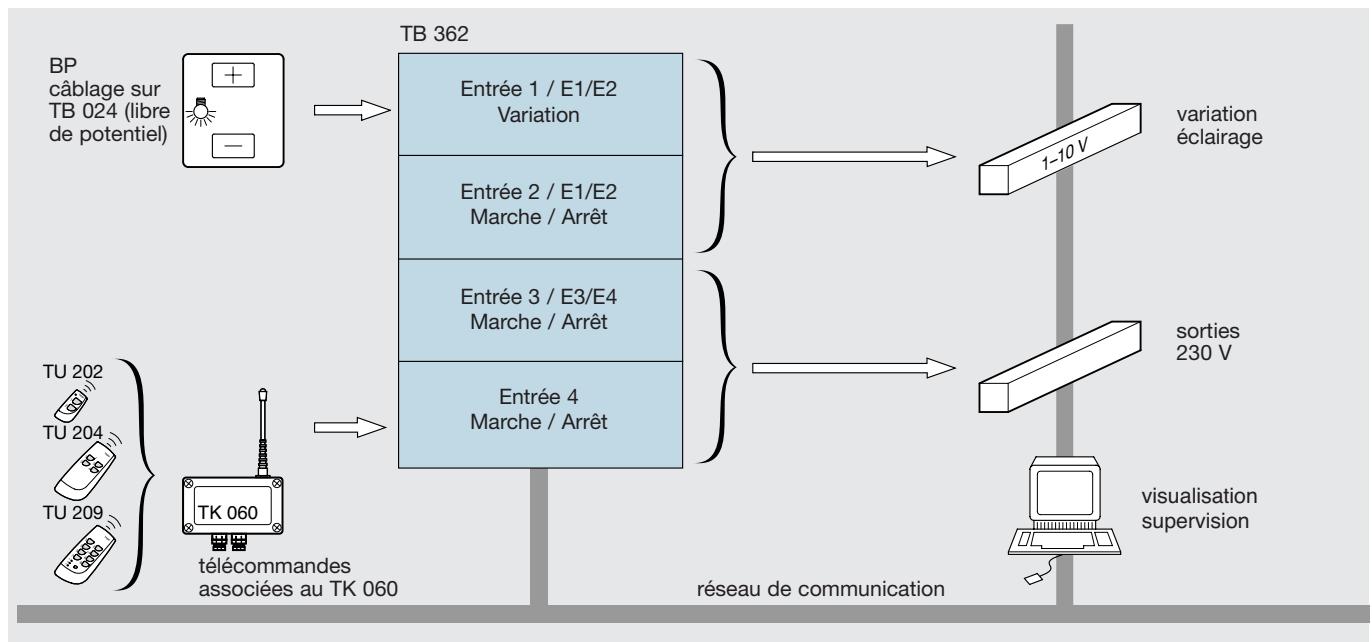 TB 362
BP
câblage sur
TB 024 (libre
de potentiel)
Entrée 1 / E1/E2
Variation
Entrée 2 / E1/E2
Marche / Arrêt
Entrée 3 / E3/E4
Marche / Arrêt
Entrée 4
Marche / Arrêt
1–10 V
variation
éclairage
sorties
230 V
TU 202
TU 204
TU 209
TK 060
télécommandes
associées au TK 060
visualisation
supervision
réseau de communication